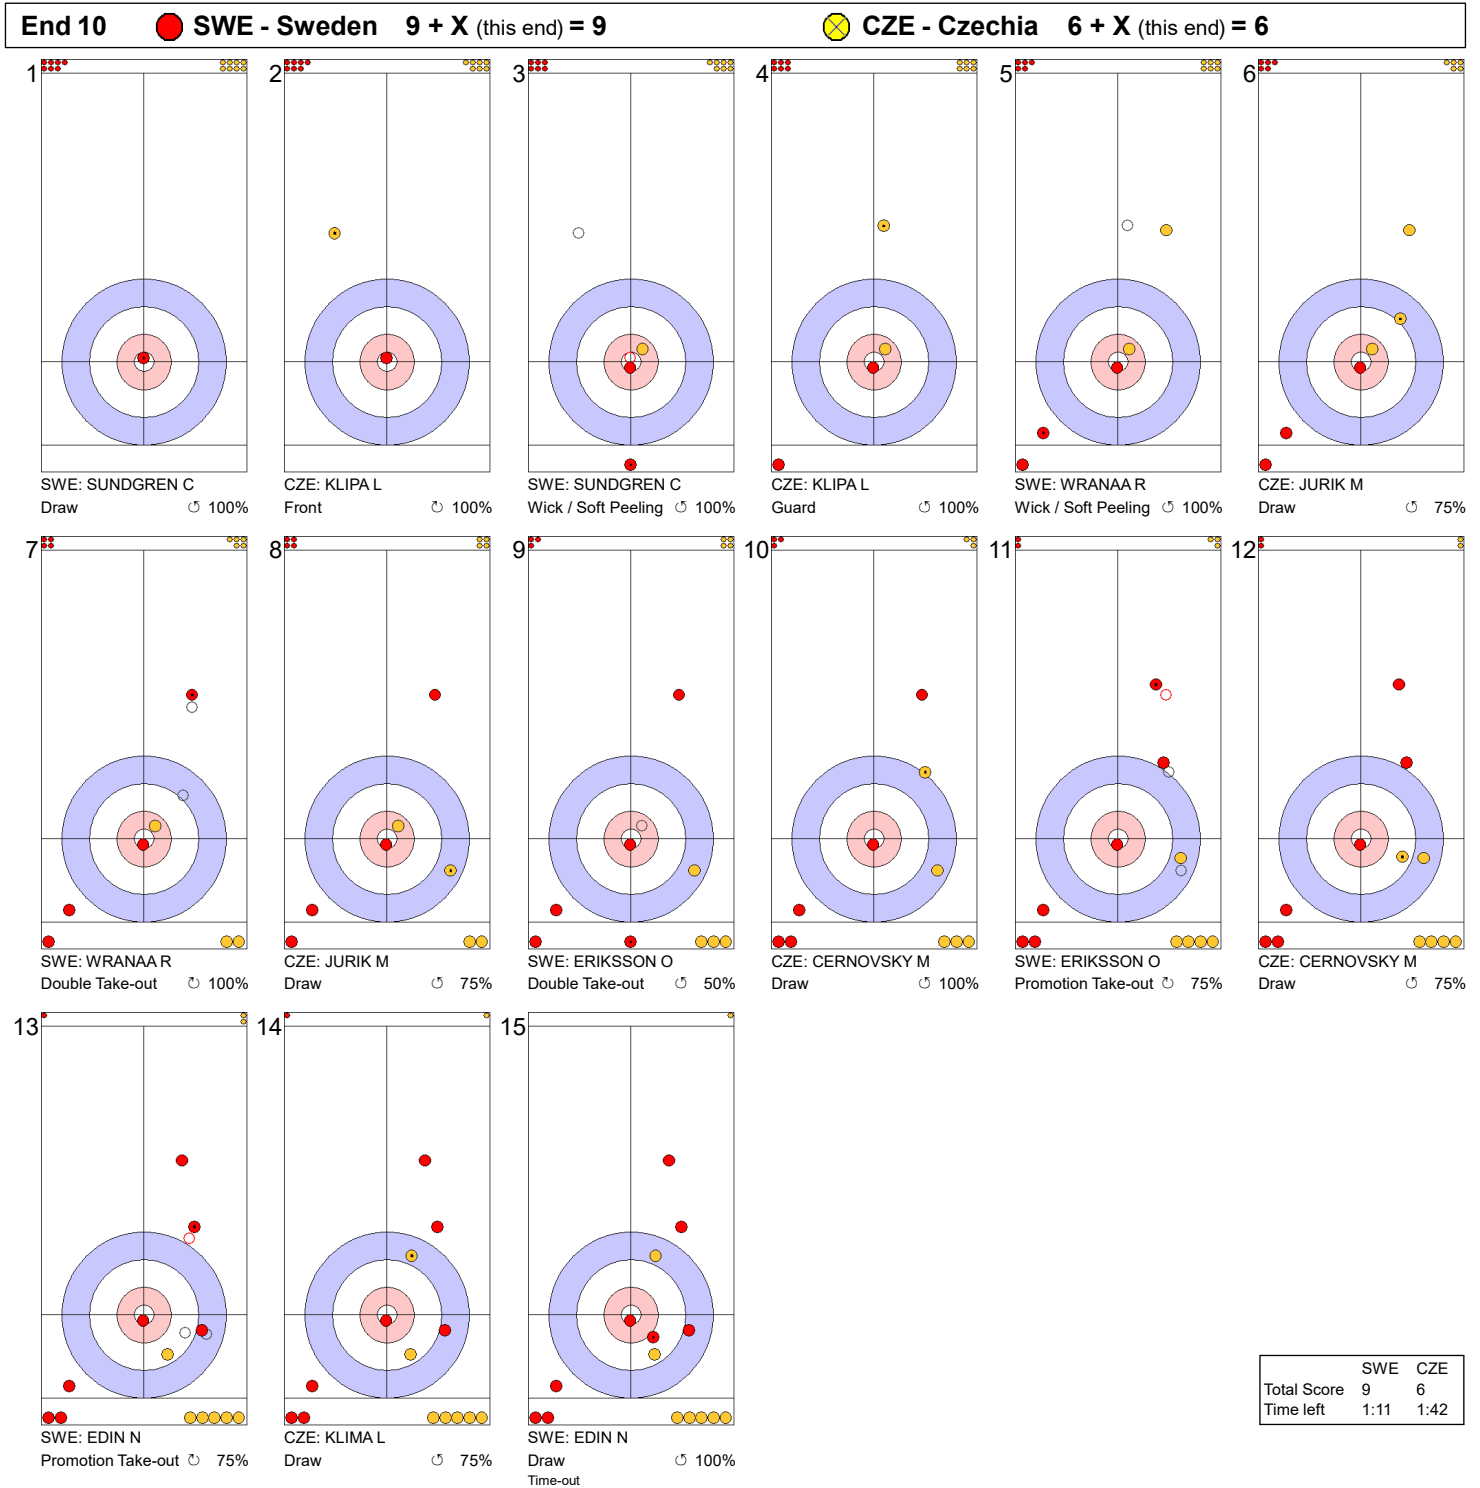 End 10 SWE - Sweden 9 + X (this end) = 9 CZE - Czechia 6 + X (this end) = 6
1 2 3 4 5 6
SWE: SUNDGREN C CZE: KLIPA L SWE: SUNDGREN C CZE: KLIPA L SWE: WRANAA R CZE: JURIK M
Draw ↺ 100% Front ↻ 100% Wick / Soft Peeling ↺ 100% Guard ↻ 100% Wick / Soft Peeling ↺ 100% Draw ↺ 75%
7 8 9 10 11 12
SWE: WRANAA R CZE: JURIK M SWE: ERIKSSON O CZE: CERNOVSKY M SWE: ERIKSSON O CZE: CERNOVSKY M
Double Take-out ↻ 100% Draw ↻ 75% Double Take-out ↺ 50% Draw ↺ 100% Promotion Take-out ↻ 75% Draw ↺ 75%
13 14 15
SWE: EDIN N CZE: KLIMA L SWE: EDIN N
Promotion Take-out ↻ 75% Draw ↺ 75% Draw ↺ 100%
Time-out
SWE CZE
Total Score 9 6
Time left 1:11 1:42